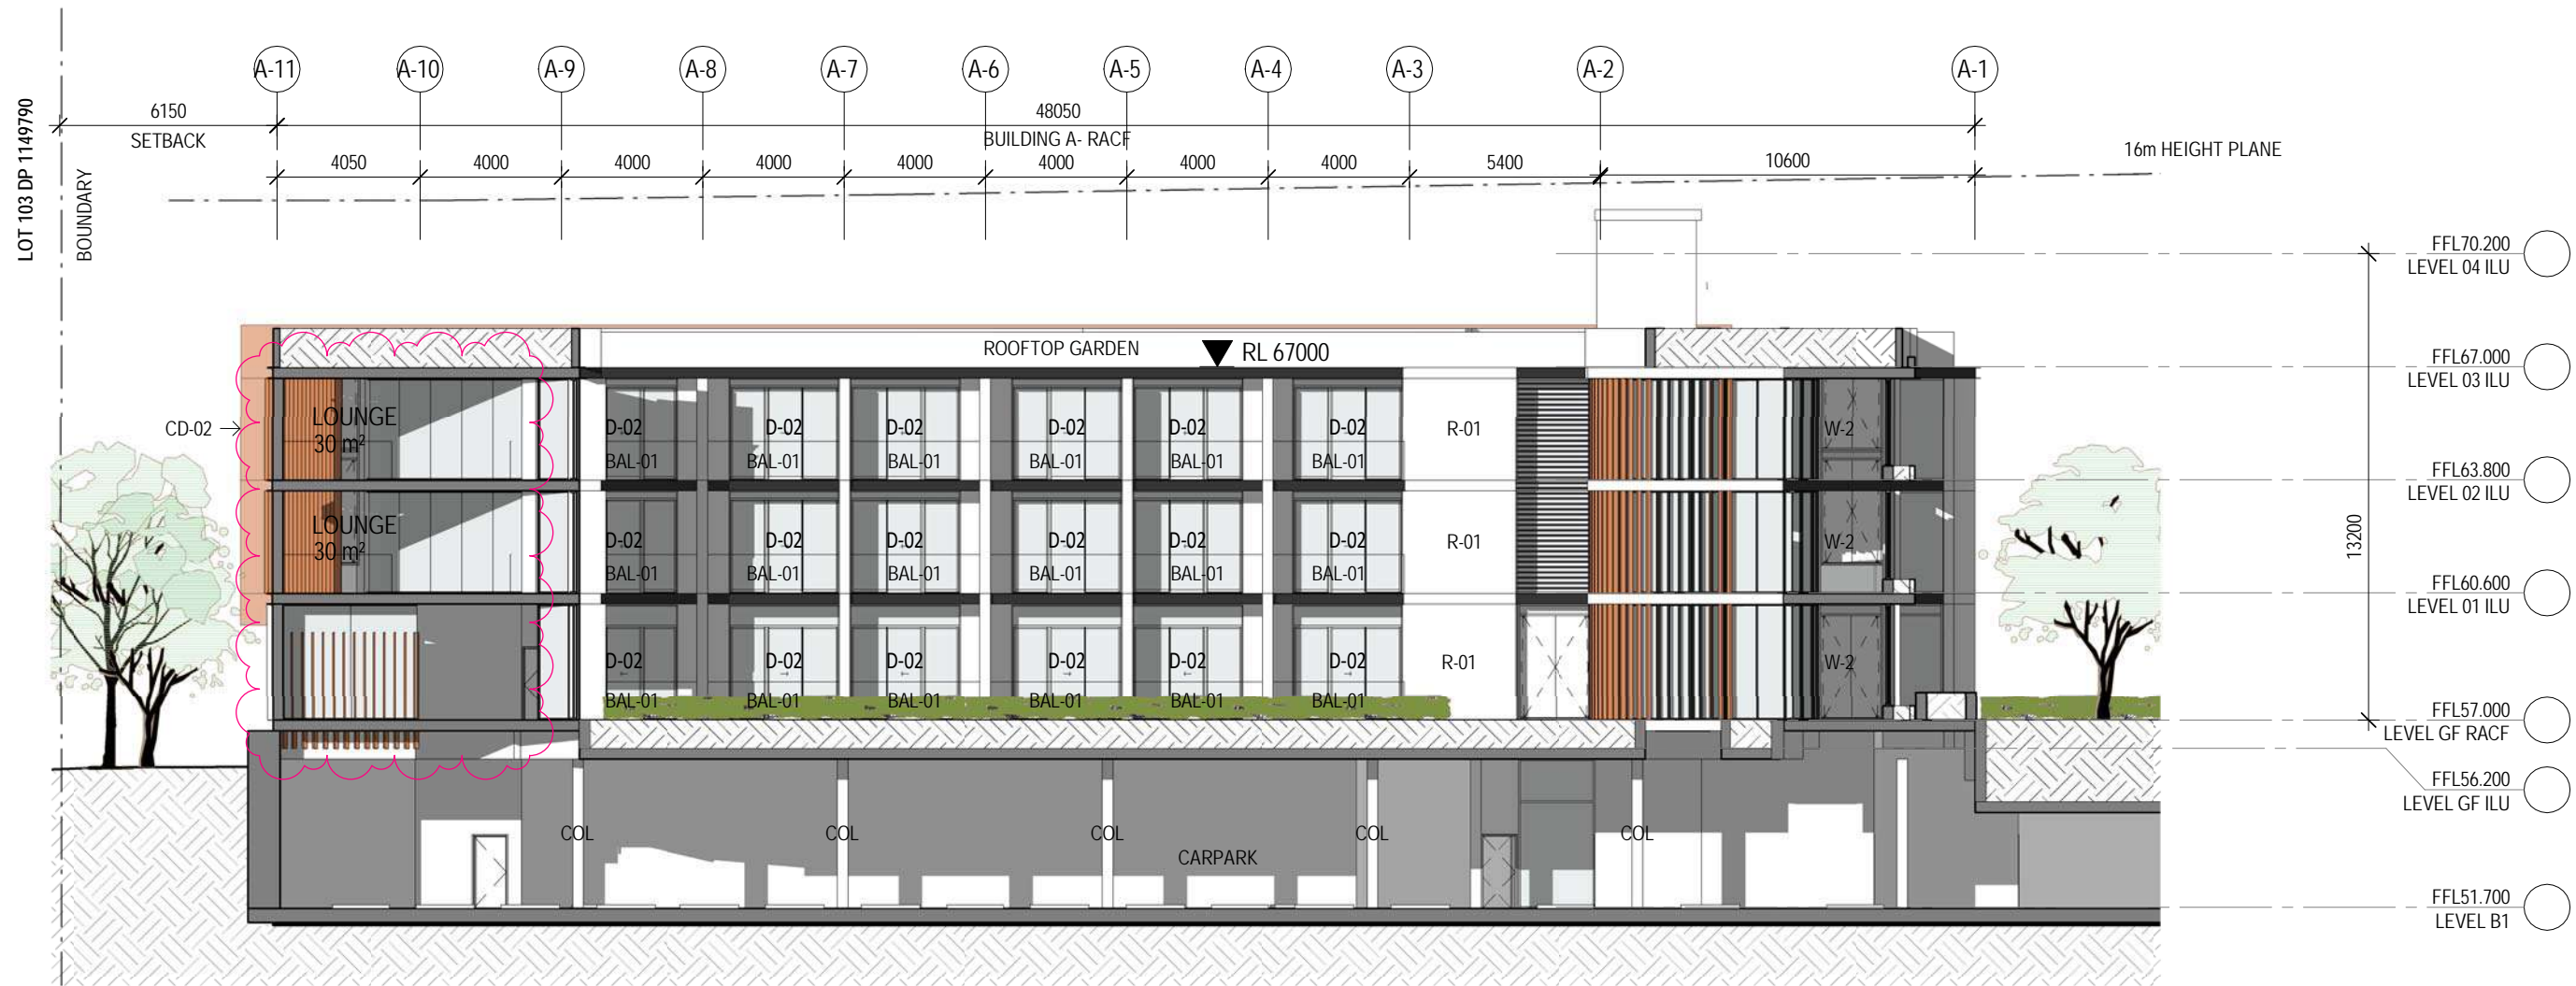 A-11 A-10 A-9 A-8 A-7 A-6 A-5 A-4 A-3 A-2 A-1
LOT 103 DP 1149790
BOUNDARY
6150 48050
SETBACK BUILDING A- RACF
4050 4000 4000 4000 4000 4000 4000 4000 5400 10600
16m HEIGHT PLANE
FFL70.200
LEVEL 04 ILU
ROOFTOP GARDEN RL 67000
FFL67.000
LEVEL 03 ILU
CD-02
LOUNGE
30 m²
D-02 D-02 D-02 D-02 D-02 D-02 R-01 W-2
BAL-01 BAL-01 BAL-01 BAL-01 BAL-01 BAL-01
FFL63.800
LEVEL 02 ILU
13200
LOUNGE
30 m²
D-02 D-02 D-02 D-02 D-02 D-02 R-01 W-2
BAL-01 BAL-01 BAL-01 BAL-01 BAL-01 BAL-01
FFL60.600
LEVEL 01 ILU
D-02 D-02 D-02 D-02 D-02 D-02 R-01 W-2
BAL-01 BAL-01 BAL-01 BAL-01 BAL-01 BAL-01
FFL57.000
LEVEL GF RACF
FFL56.200
LEVEL GF ILU
COL COL COL COL COL
CARPARK
FFL51.700
LEVEL B1